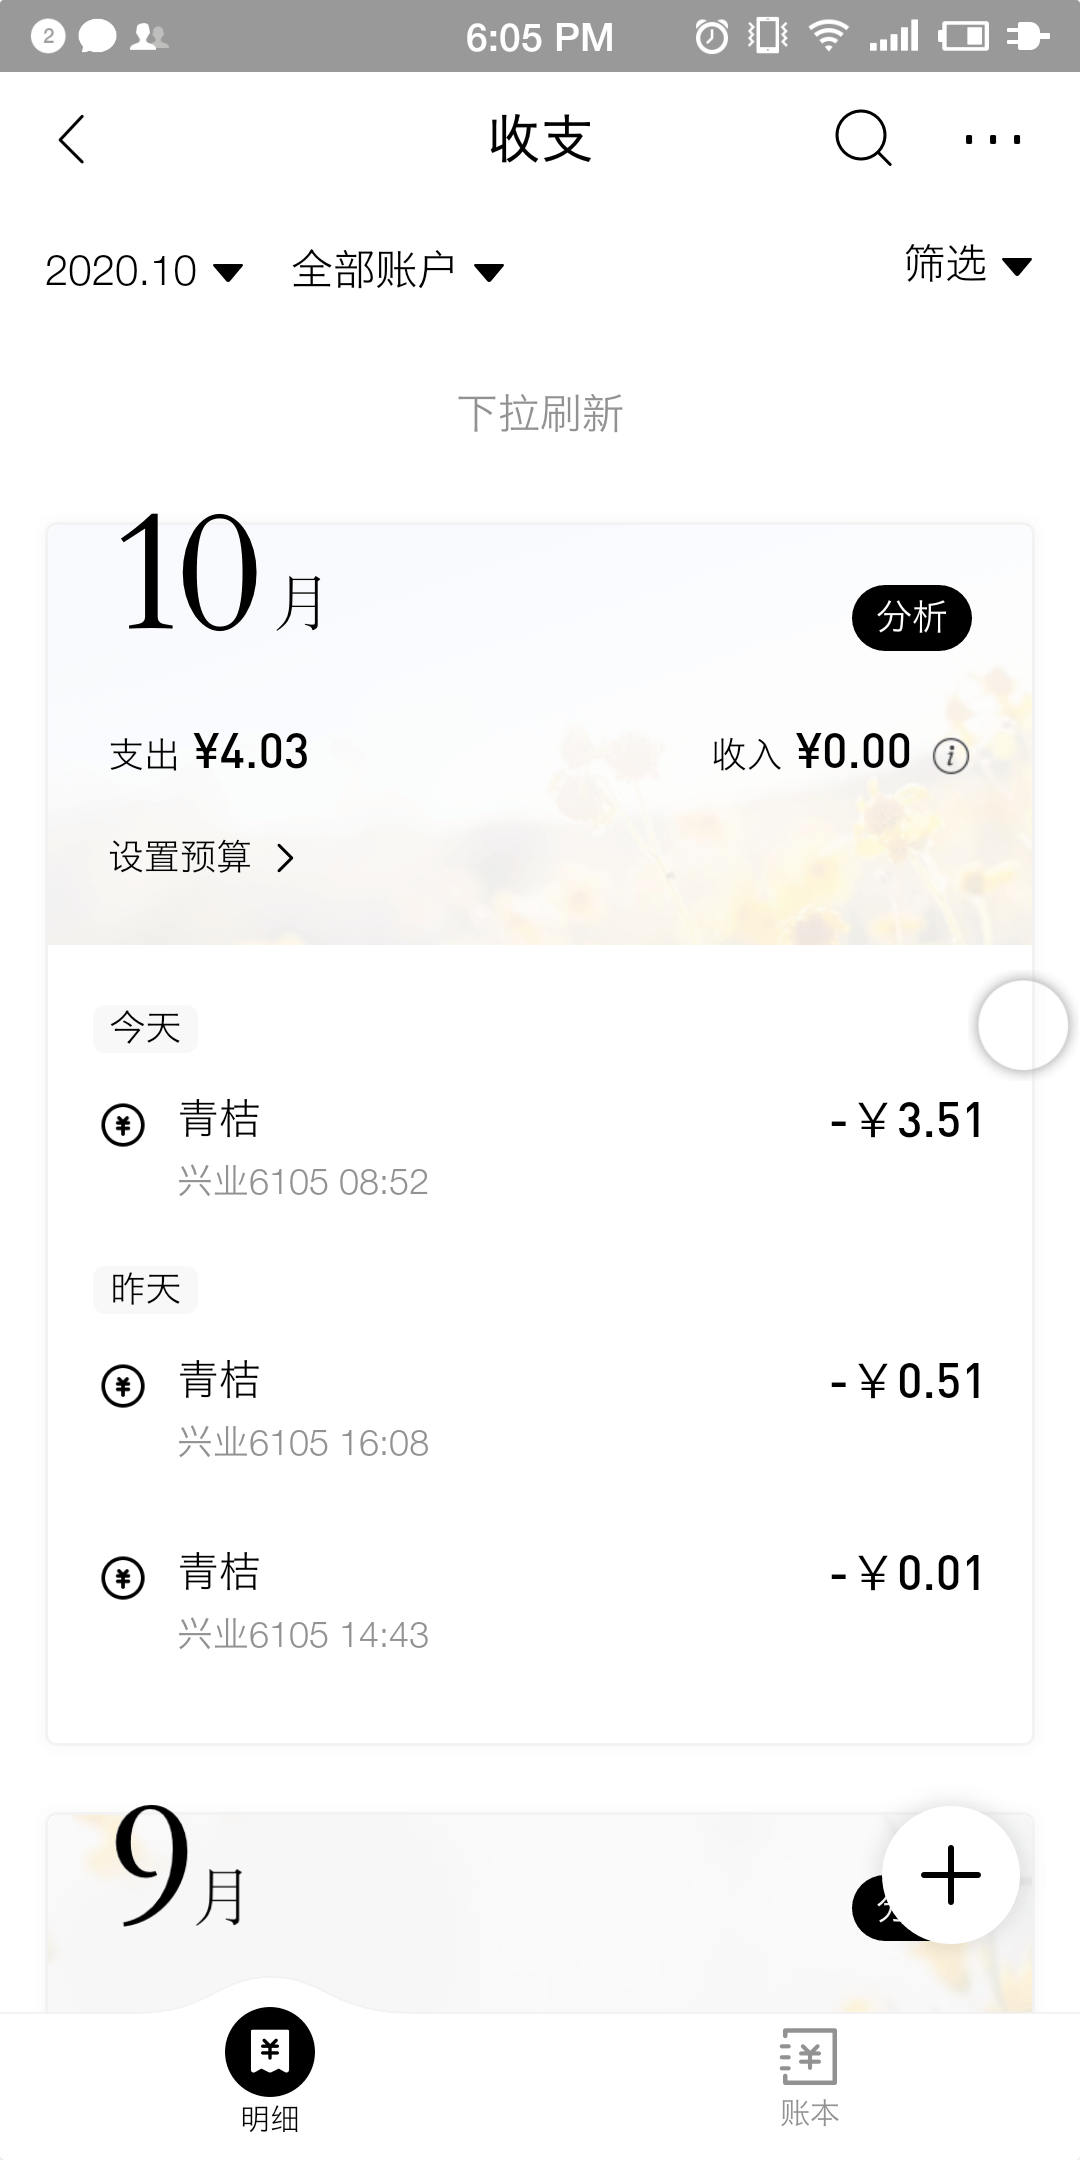 2 6:05 PM
收支
2020.10 全部账户 筛选
下拉刷新
10月
分析
支出 ¥4.03 收入 ¥0.00
设置预算
今天
青桔 -¥3.51
兴业6105 08:52
昨天
青桔 -¥0.51
兴业6105 16:08
青桔 -¥0.01
兴业6105 14:43
9月
明细 账本